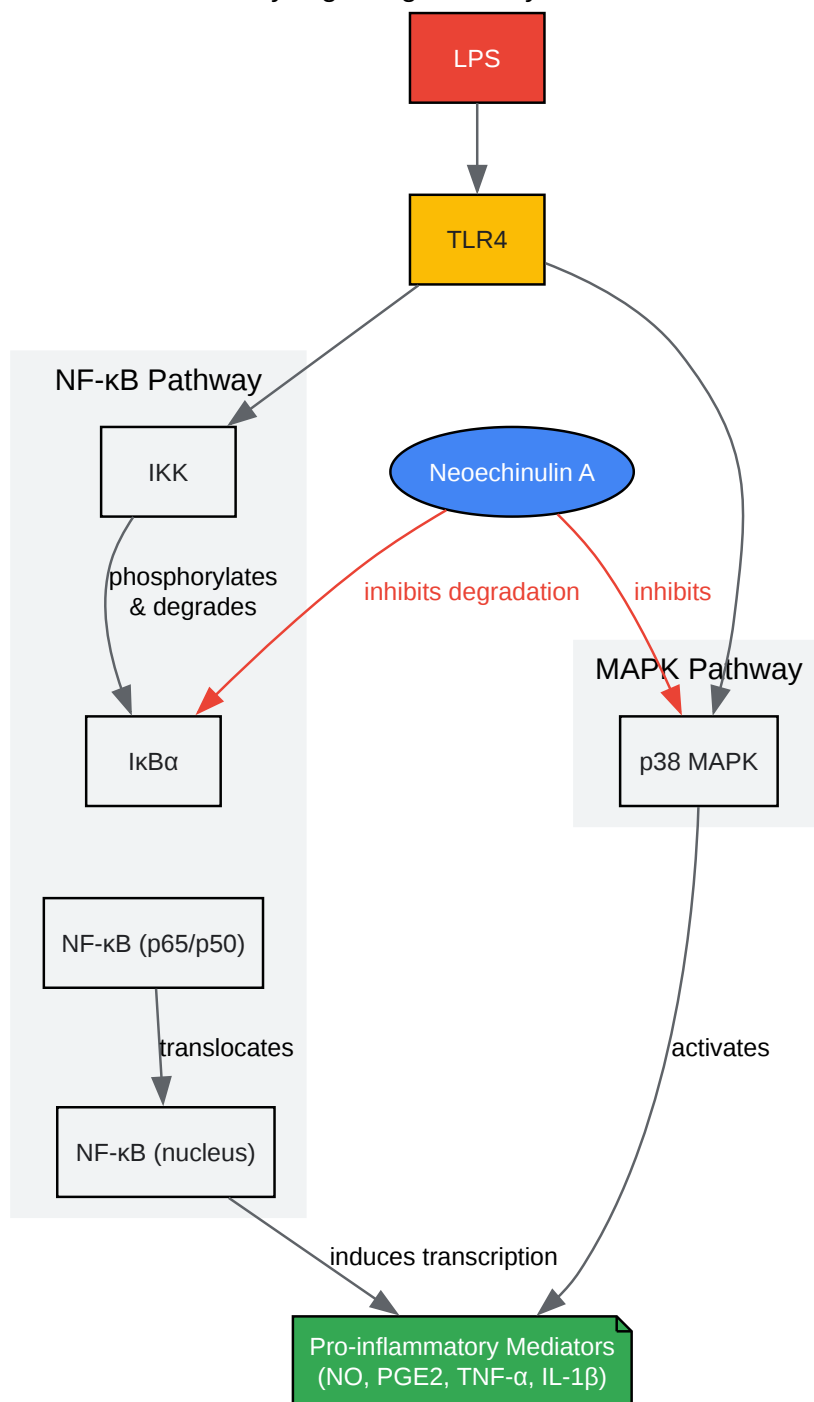 LPS
TLR4
NF-κB Pathway
IKK
Neoechinulin A
phosphorylates
& degrades
inhibits degradation
inhibits
MAPK Pathway
IκBα
p38 MAPK
NF-κB (p65/p50)
translocates
activates
NF-κB (nucleus)
induces transcription
Pro-inflammatory Mediators
(NO, PGE2, TNF-α, IL-1β)